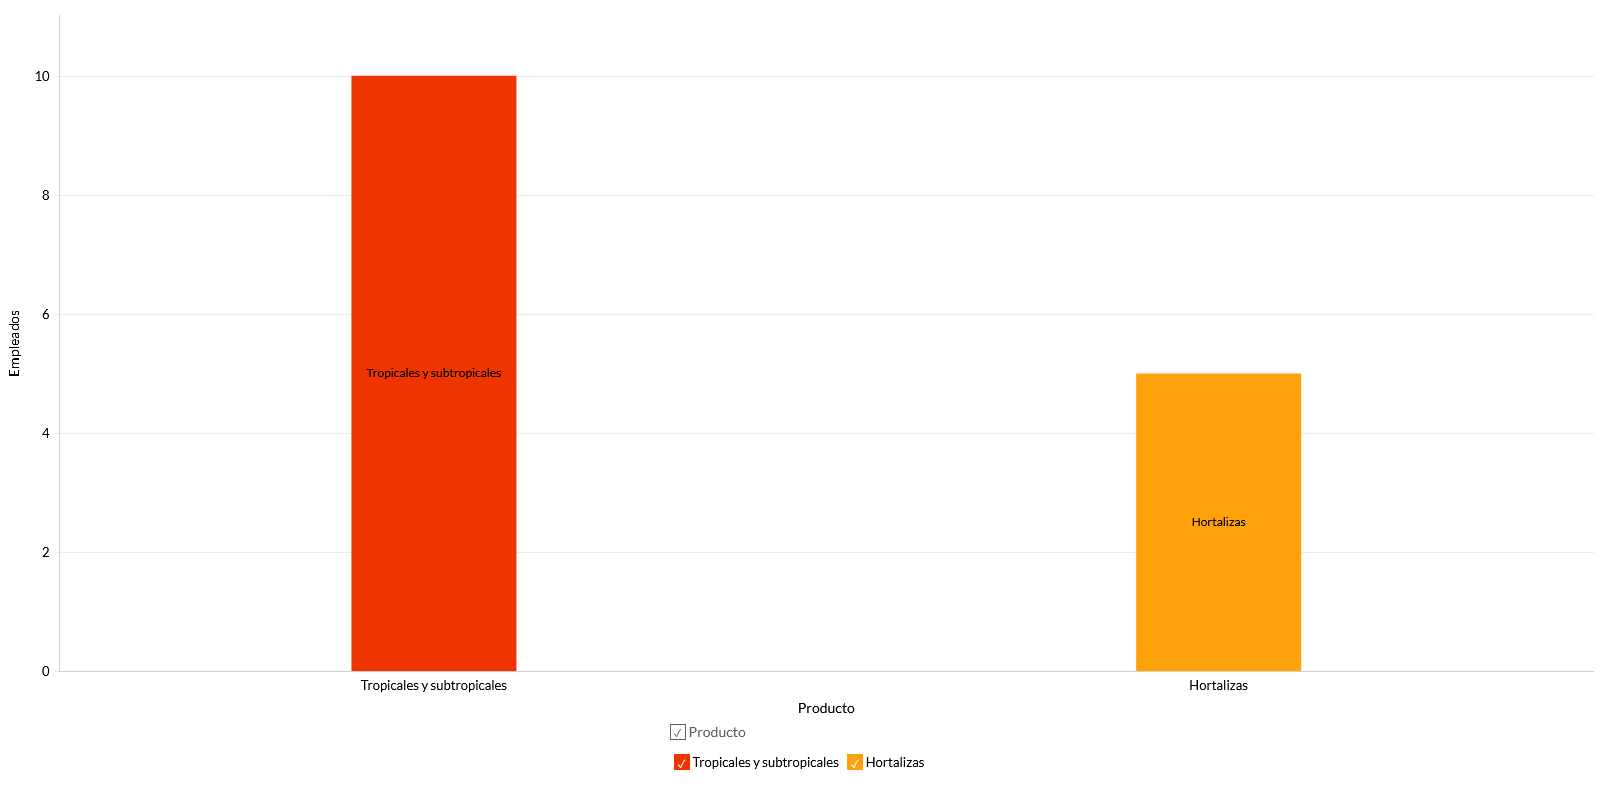 10
8
6
4
2
0
Empleados
Tropicales y subtropicales
Hortalizas
Tropicales y subtropicales
Hortalizas
Producto
Producto
Tropicales y subtropicales
Hortalizas